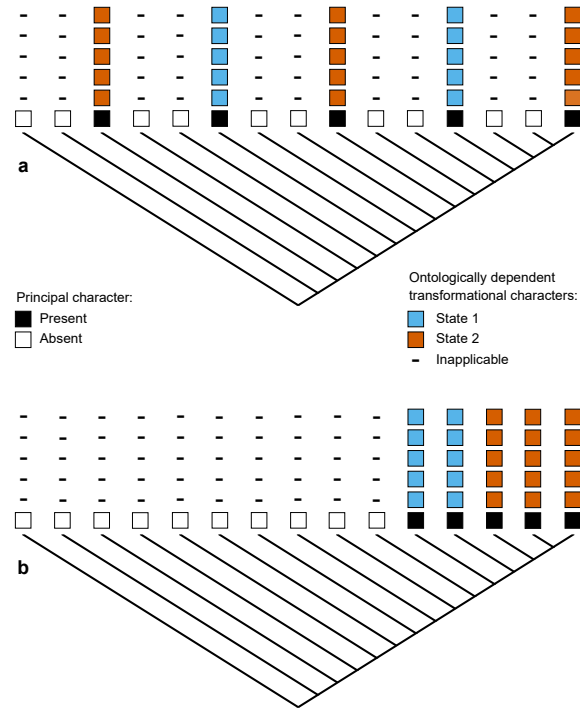 a
Principal character:
Present
Absent
Ontologically dependent
transformational characters:
State 1
State 2
- Inapplicable
b